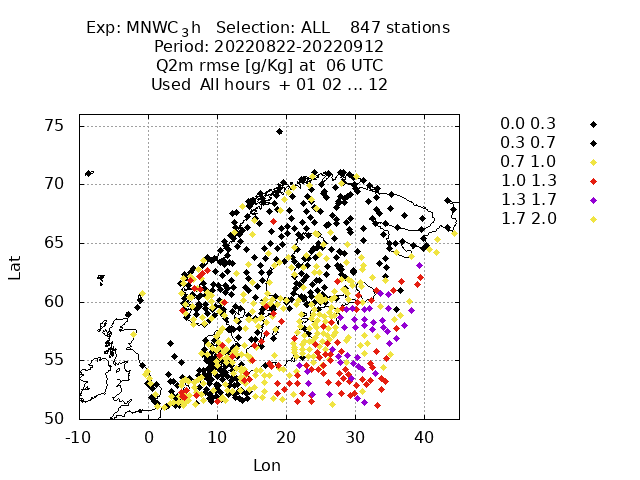 Exp: MNWC₃h Selection: ALL 847 stations
Period: 20220822-20220912
Q2m rmse [g/Kg] at 06 UTC
Used All hours + 01 02 ... 12
0.0 0.3
0.3 0.7
0.7 1.0
1.0 1.3
1.3 1.7
1.7 2.0
75
70
65
60
55
50
Lat
-10 0 10 20 30 40
Lon